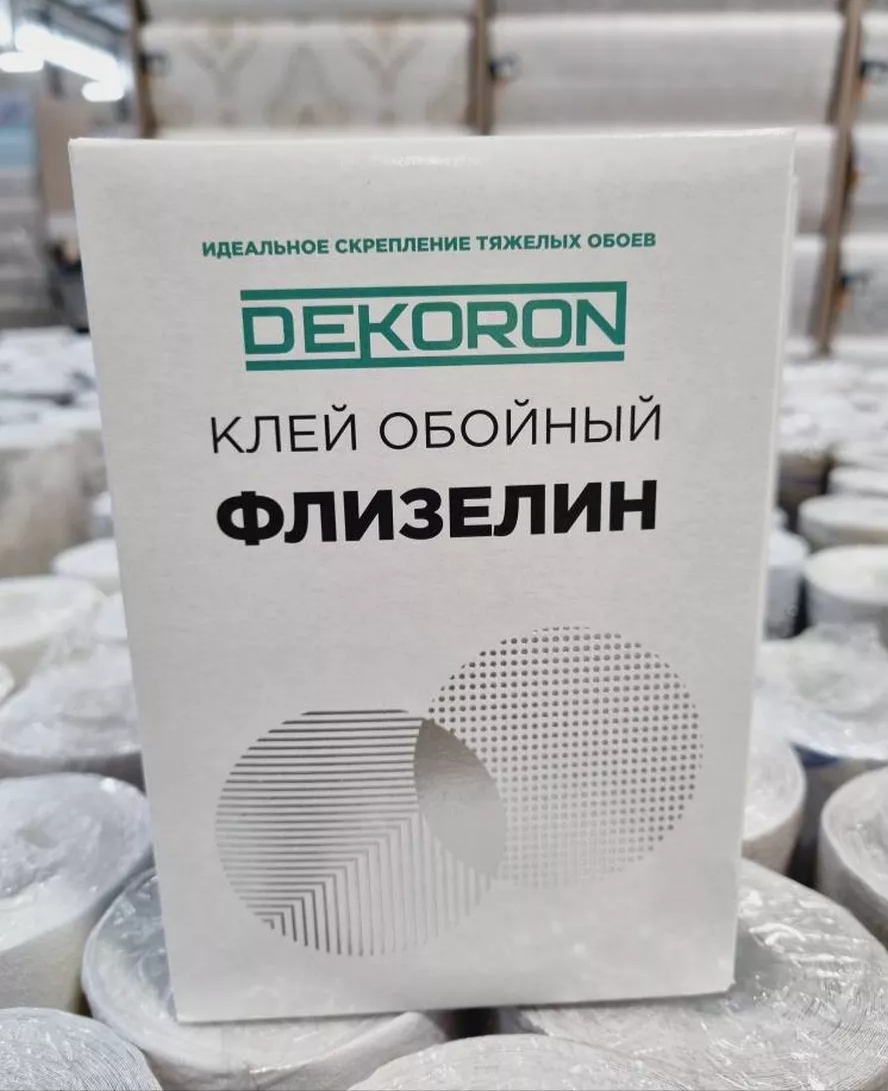 ИДЕАЛЬНОЕ СКРЕПЛЕНИЕ ТЯЖЕЛЫХ ОБОЕВ
DEKORON
КЛЕЙ ОБОЙНЫЙ
ФЛИЗЕЛИН